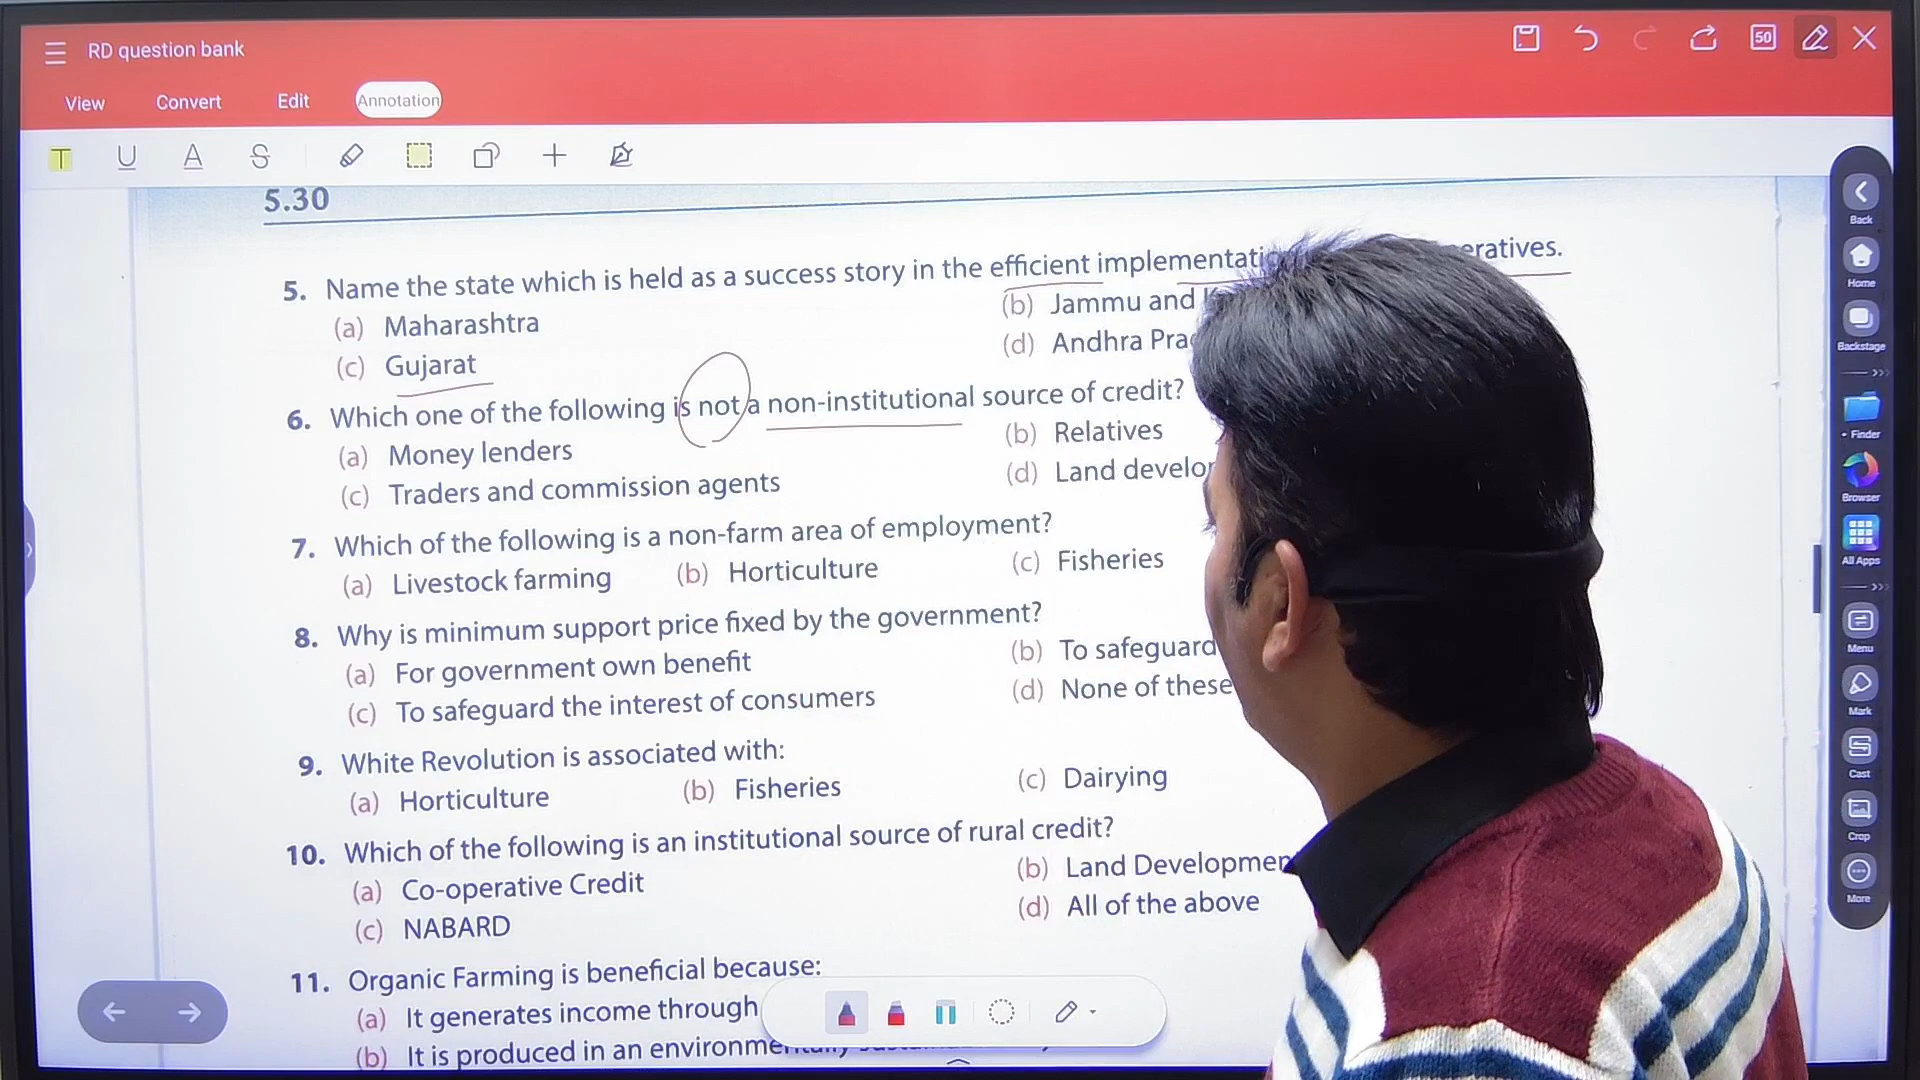 RD question bank
50
View Convert Edit Annotation
T U A S
5.30
5. Name the state which is held as a success story in the efficient
(a) Maharashtra (b) Jammu and
(c) Gujarat (d) Andhra
6. Which one of the following is not a non-institutional source of credit?
(a) Money lenders (b) Relatives
(c) Traders and commission agents (d) Land
7. Which of the following is a non-farm area of employment?
(a) Livestock farming (b) Horticulture (c) Fisheries
8. Why is minimum support price fixed by the government?
(a) For government own benefit (b) To safeguard
(c) To safeguard the interest of consumers (d) None of these
9. White Revolution is associated with:
(a) Horticulture (b) Fisheries (c) Dairying
10. Which of the following is an institutional source of rural credit?
(a) Co-operative Credit (b) Land
(c) NABARD (d) All of the above
11. Organic Farming is beneficial because:
(a) It generates income through
(b) It is produced in an
Back
Home
Backstage
Finder
Browser
All Apps
Menu
Mark
Cast
Crop
More